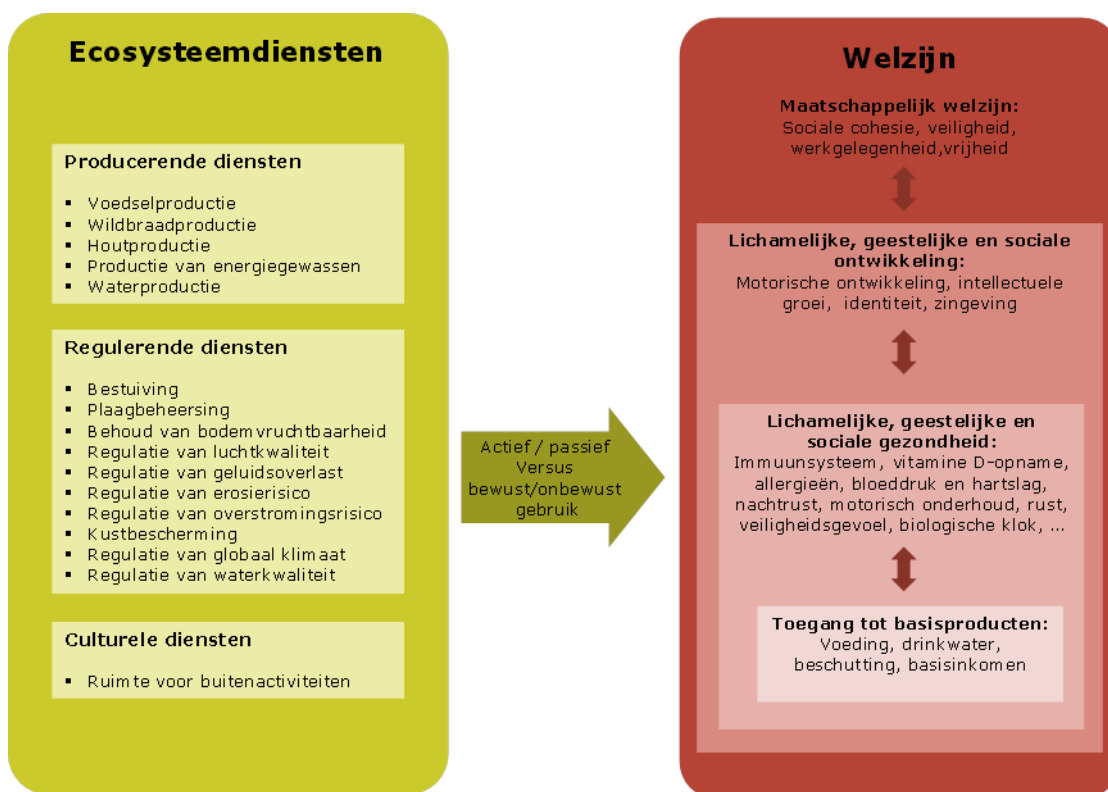 Ecosysteemdiensten
Producerende diensten
▪ Voedselproductie
▪ Wildbraadproductie
▪ Houtproductie
▪ Productie van energiegewassen
▪ Waterproductie
Regulerende diensten
▪ Bestuiving
▪ Plaagbeheersing
▪ Behoud van bodemvruchtbaarheid
▪ Regulatie van luchtkwaliteit
▪ Regulatie van geluidsoverlast
▪ Regulatie van erosierisico
▪ Regulatie van overstromingsrisico
▪ Kustbescherming
▪ Regulatie van globaal klimaat
▪ Regulatie van waterkwaliteit
Culturele diensten
▪ Ruimte voor buitenactiviteiten
Actief / passief
Versus
bewust/onbewust
gebruik
Welzijn
Maatschappelijk welzijn:
Sociale cohesie, veiligheid,
werkgelegenheid,vrijheid
Lichamelijke, geestelijke en sociale
ontwikkeling:
Motorische ontwikkeling, intellectuele
groei, identiteit, zingeving
Lichamelijke, geestelijke en
sociale gezondheid:
Immuunsysteem, vitamine D-opname,
allergieën, bloeddruk en hartslag,
nachtrust, motorisch onderhoud, rust,
veiligheidsgevoel, biologische klok, ...
Toegang tot basisproducten:
Voeding, drinkwater,
beschutting, basisinkomen